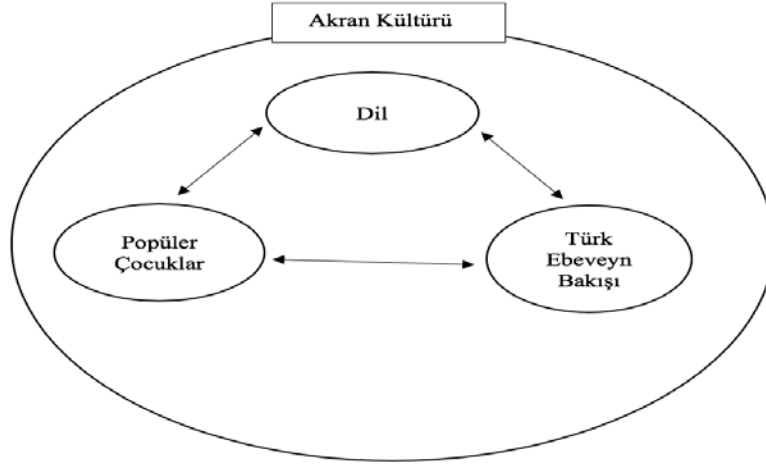 Akran Kültürü
Dil
Popüler
Çocuklar
Türk
Ebeveyn
Bakışı